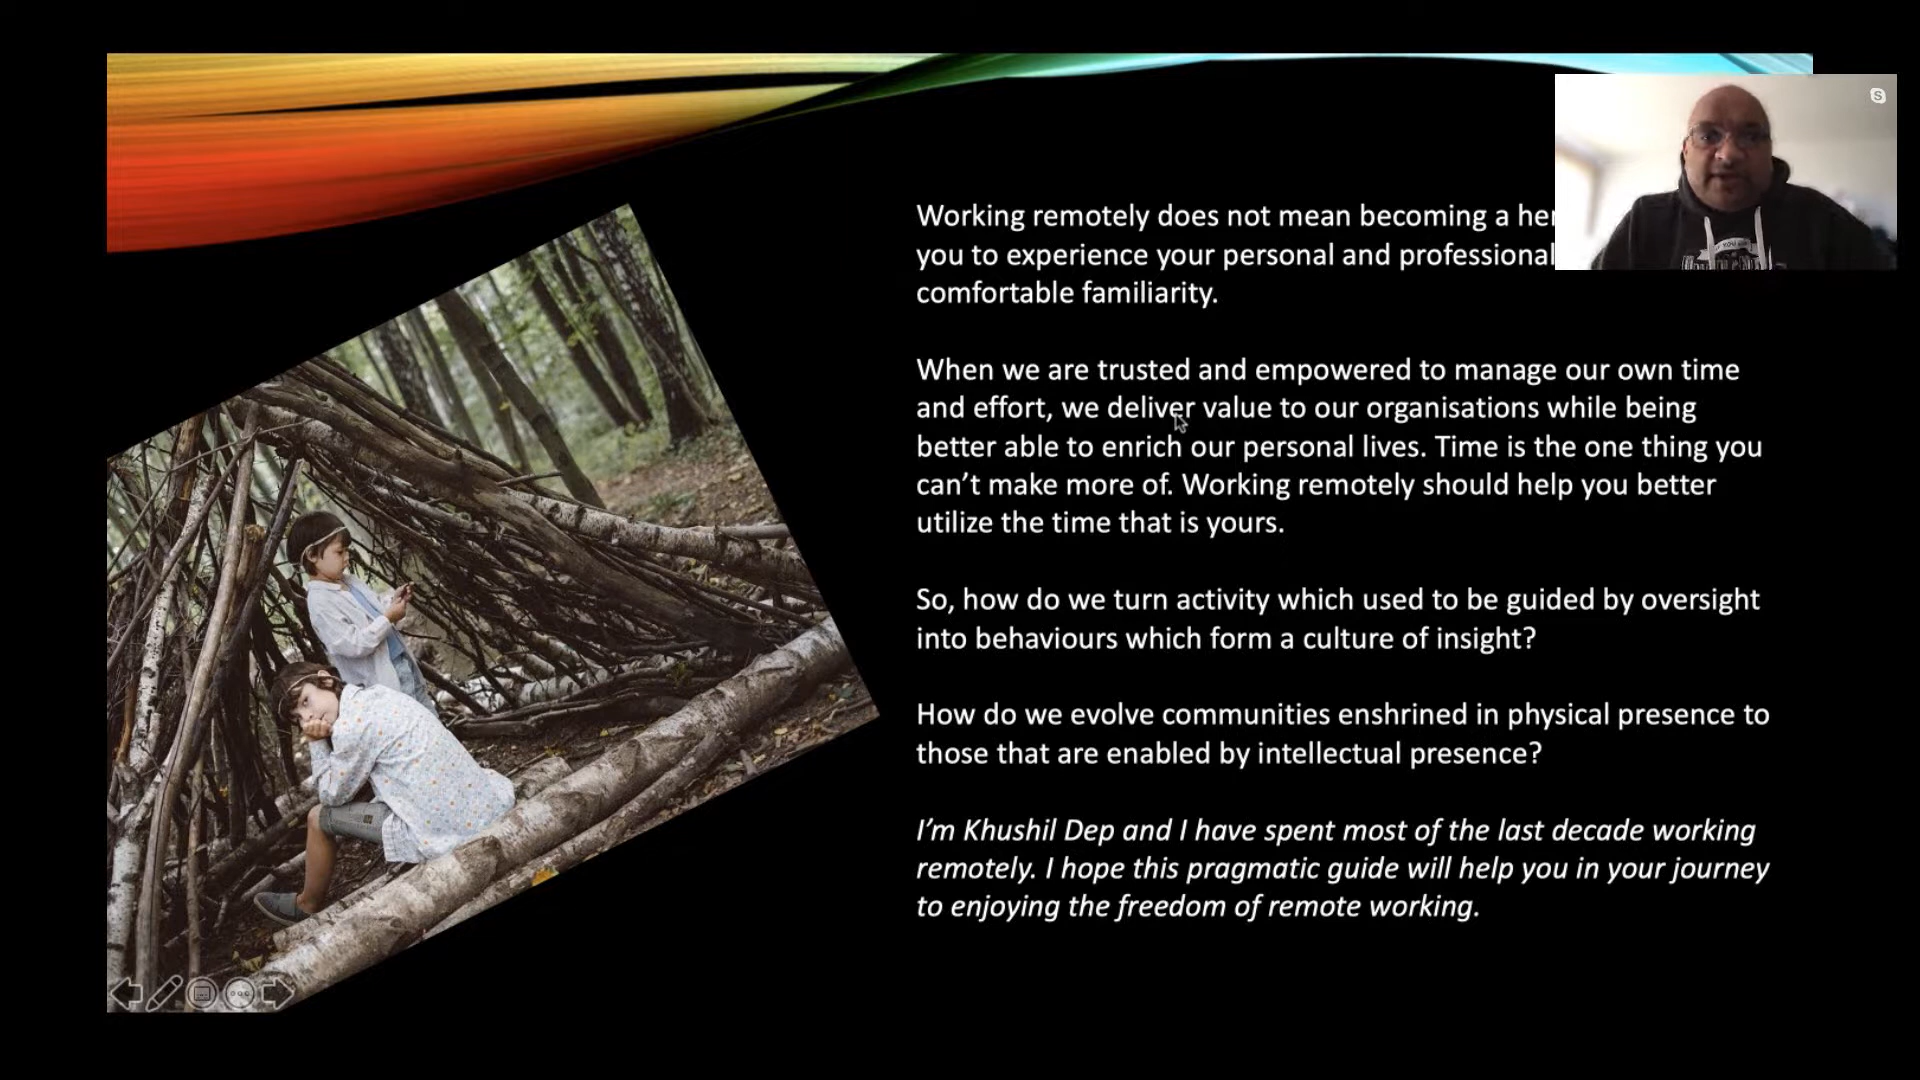 Working remotely does not mean becoming a
you to experience your personal and professional
comfortable familiarity.
When we are trusted and empowered to manage our own time
and effort, we deliver value to our organisations while being
better able to enrich our personal lives. Time is the one thing you
can’t make more of. Working remotely should help you better
utilize the time that is yours.
So, how do we turn activity which used to be guided by oversight
into behaviours which form a culture of insight?
How do we evolve communities enshrined in physical presence to
those that are enabled by intellectual presence?
I’m Khushil Dep and I have spent most of the last decade working
remotely. I hope this pragmatic guide will help you in your journey
to enjoying the freedom of remote working.